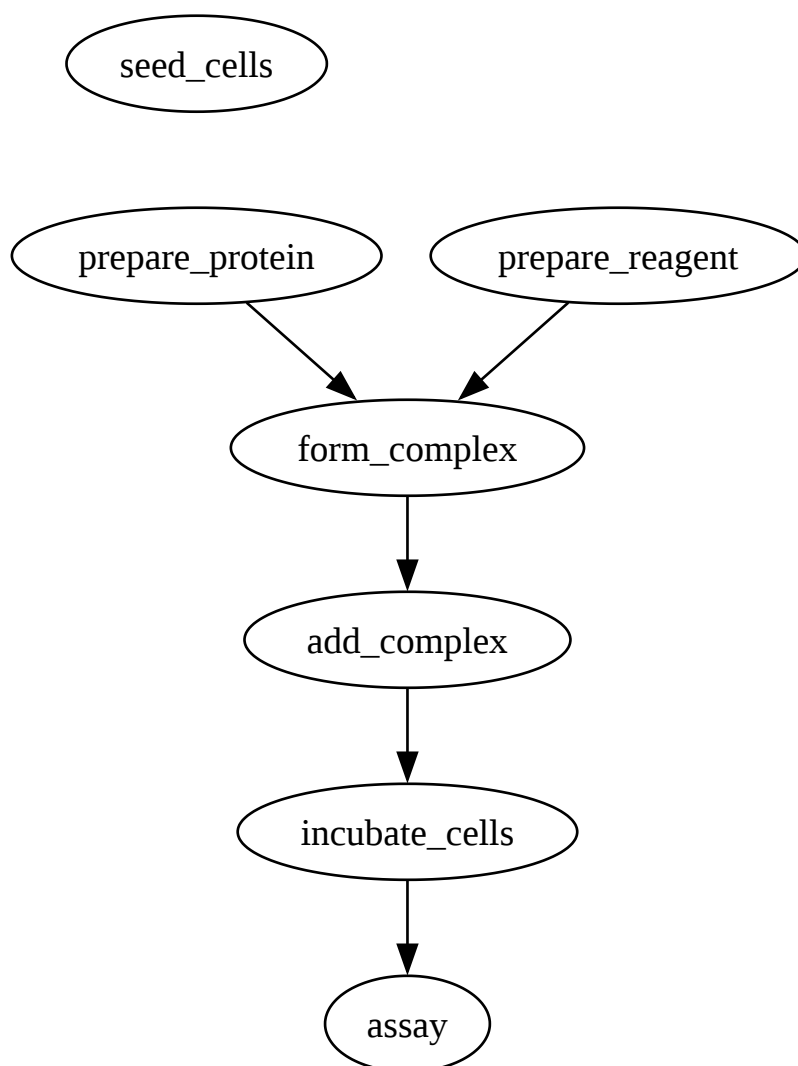 seed_cells
prepare_protein
prepare_reagent
form_complex
add_complex
incubate_cells
assay